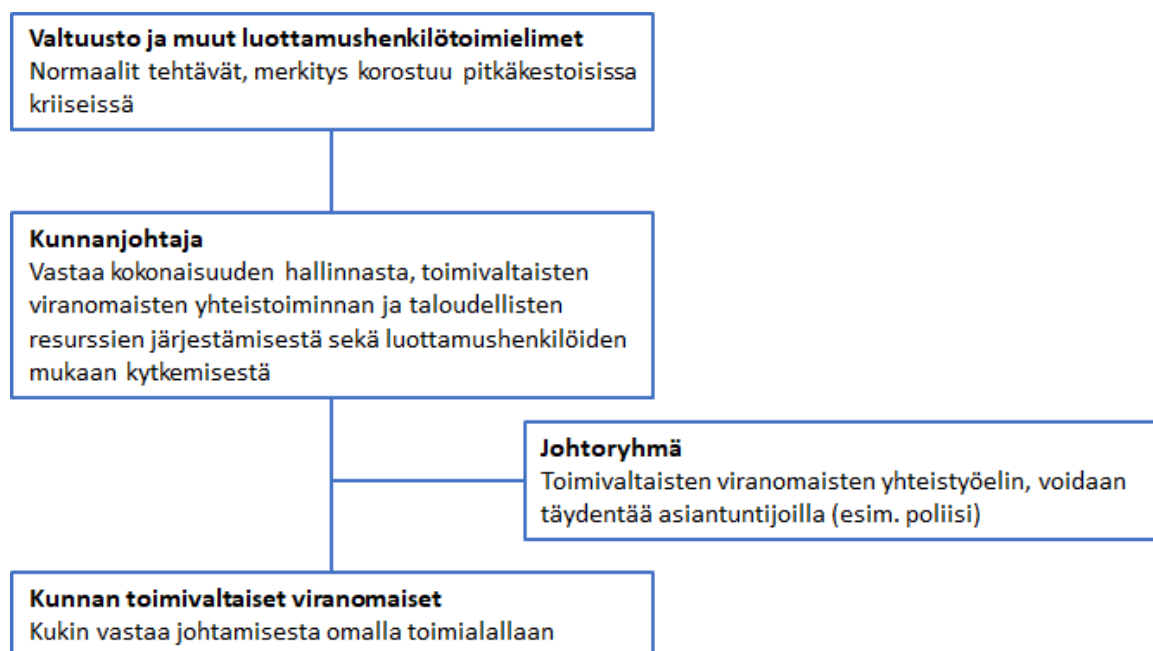 Valtuusto ja muut luottamushenkilötoimielimet
Normaalit tehtävät, merkitys korostuu pitkäkestoisissa
kriiseissä
Kunnanjohtaja
Vastaa kokonaisuuden hallinnasta, toimivaltaisten
viranomaisten yhteistoiminnan ja taloudellisten
resurssien järjestämisestä sekä luottamushenkilöiden
mukaan kytkemisestä
Johtoryhmä
Toimivaltaisten viranomaisten yhteistyöelin, voidaan
täydentää asiantuntijoilla (esim. poliisi)
Kunnan toimivaltaiset viranomaiset
Kukin vastaa johtamisesta omalla toimialallaan